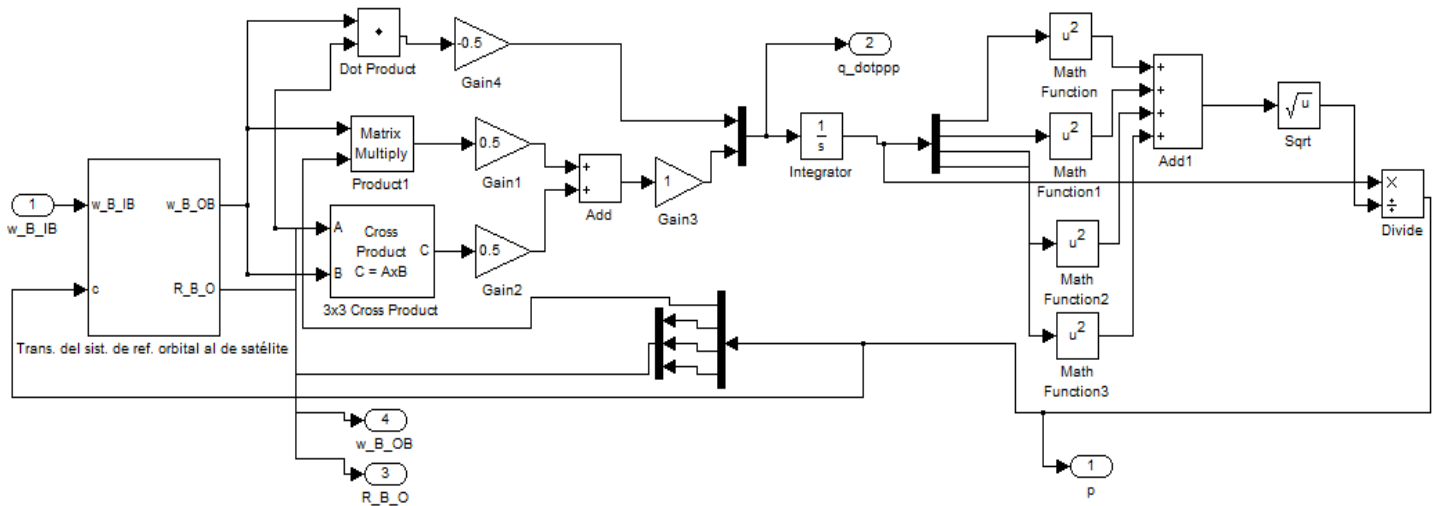 Dot Product
-0.5
Gain4
Matrix
Multiply
Product1
0.5
Gain1
1
w_B_IB
w_B_IB
w_B_OB
c
R_B_O
Trans. del sist. de ref. orbital al de satélite
A
B
Cross
Product
C = AxB
C
3x3 Cross Product
0.5
Gain2
+
+
Add
1
Gain3
2
q_dotppp
1
s
Integrator
u²
Math
Function
u²
Math
Function1
u²
Math
Function2
u²
Math
Function3
+
+
+
+
Add1
√u
Sqrt
×
÷
Divide
4
w_B_OB
3
R_B_O
1
p